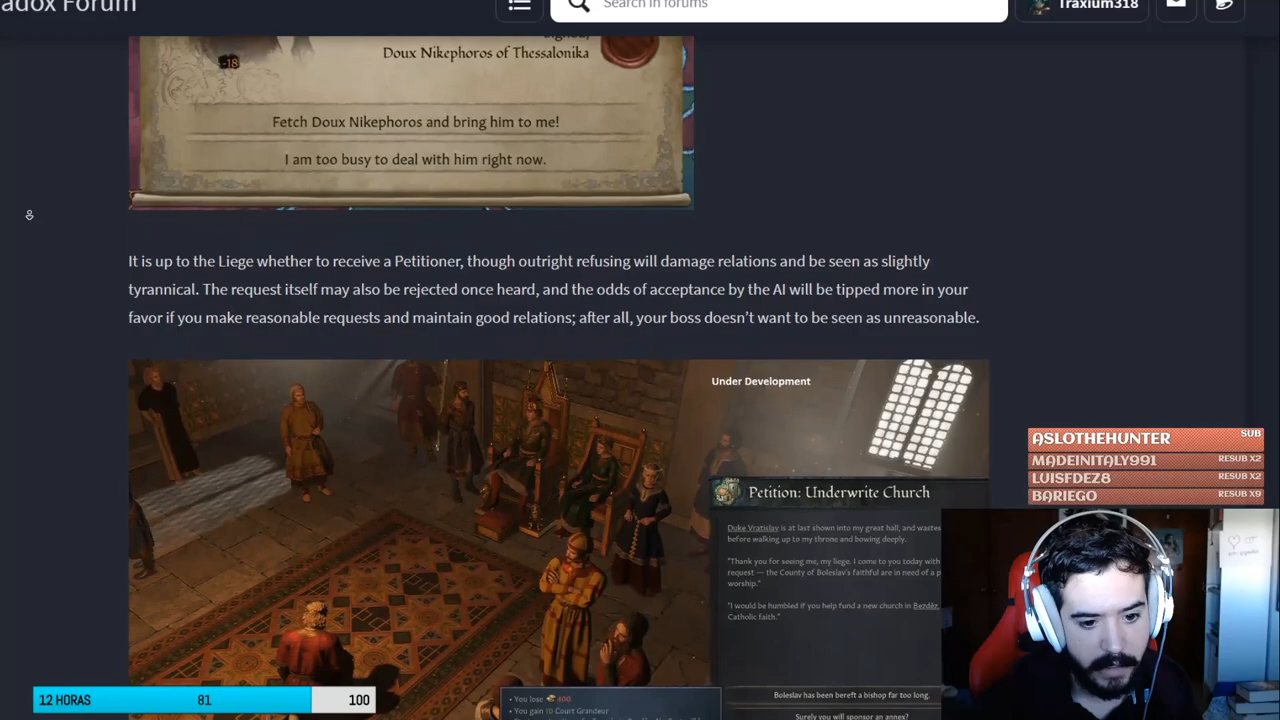 adox Forum
Search in forums
Traxium318
-18
Doux Nikephoros of Thessalonika
Fetch Doux Nikephoros and bring him to me!
I am too busy to deal with him right now.
It is up to the Liege whether to receive a Petitioner, though outright refusing will damage relations and be seen as slightly
tyrannical. The request itself may also be rejected once heard, and the odds of acceptance by the AI will be tipped more in your
favor if you make reasonable requests and maintain good relations; after all, your boss doesn’t want to be seen as unreasonable.
Under Development
Petition: Underwrite Church
Duke Vratislav is at last shown into my great hall, and wastes
before walking up to my throne and bowing deeply.
"Thank you for seeing me, my liege. I come to you today with
request — the County of Boleslav's faithful are in need of a p
worship."
"I would be humbled if you help fund a new church in Bezděz,
Catholic faith."
Boleslav has been bereft a bishop far too long.
Surely you will sponsor an annex?
• You lose 400
• You gain 10 Court Grandeur
ASLOTHEHUNTER SUB
MADEINITALY991 RESUB X2
LUISFDEZ8 RESUB X2
BARIEGO RESUB X9
12 HORAS 81 100